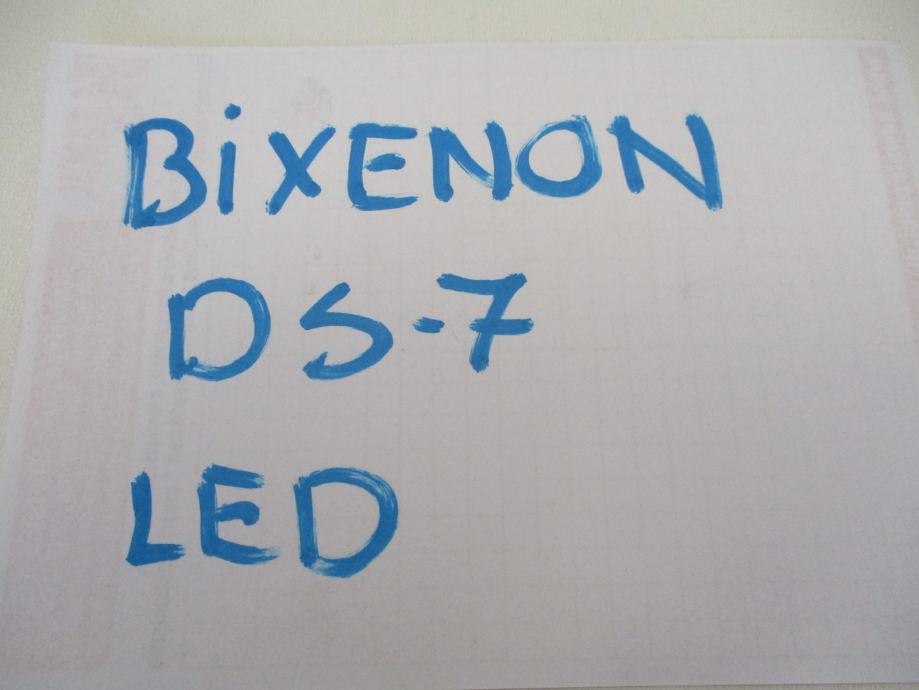 BiXENON
DS-7
LED